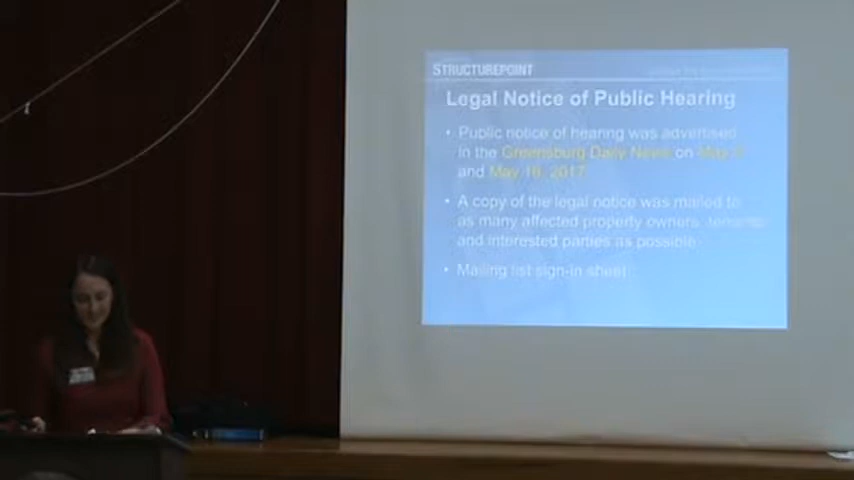 STRUCTUREPOINT
Legal Notice of Public Hearing
• Public notice of hearing was advertised
in the Greensburg Daily News on May
and May 18, 2017
• A copy of the legal notice was mailed to
as many affected property owners, tenants
and interested parties as possible
• Mailing list sign-in sheet